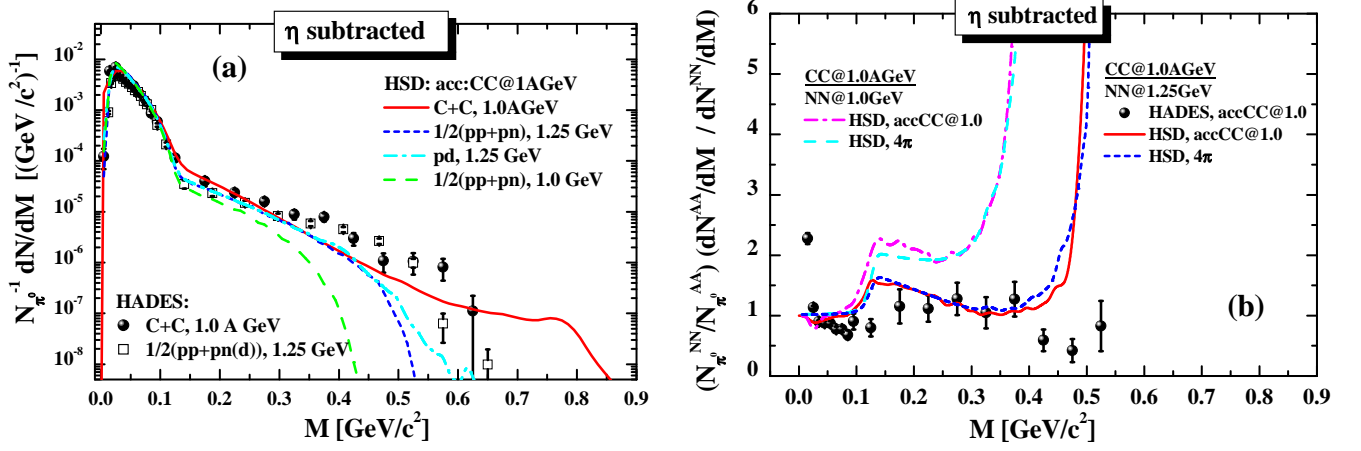 η subtracted
(a)
HSD: acc:CC@1AGeV
C+C, 1.0AGeV
1/2(pp+pn), 1.25 GeV
pd, 1.25 GeV
1/2(pp+pn), 1.0 GeV
HADES:
C+C, 1.0 A GeV
1/2(pp+pn(d)), 1.25 GeV
N_π⁰⁻¹ dN/dM [(GeV /c²)⁻¹]
10⁻²
10⁻³
10⁻⁴
10⁻⁵
10⁻⁶
10⁻⁷
10⁻⁸
0.0 0.1 0.2 0.3 0.4 0.5 0.6 0.7 0.8 0.9
M [GeV/c²]
η subtracted
CC@1.0AGeV
NN@1.0GeV
HSD, accCC@1.0
HSD, 4π
CC@1.0AGeV
NN@1.25GeV
HADES, accCC@1.0
HSD, accCC@1.0
HSD, 4π
(b)
(N_π⁰^NN/N_π⁰^AA) (dN^AA/dM / dN^NN/dM)
6
5
4
3
2
1
0
0.0 0.1 0.2 0.3 0.4 0.5 0.6 0.7 0.8 0.9
M [GeV/c²]